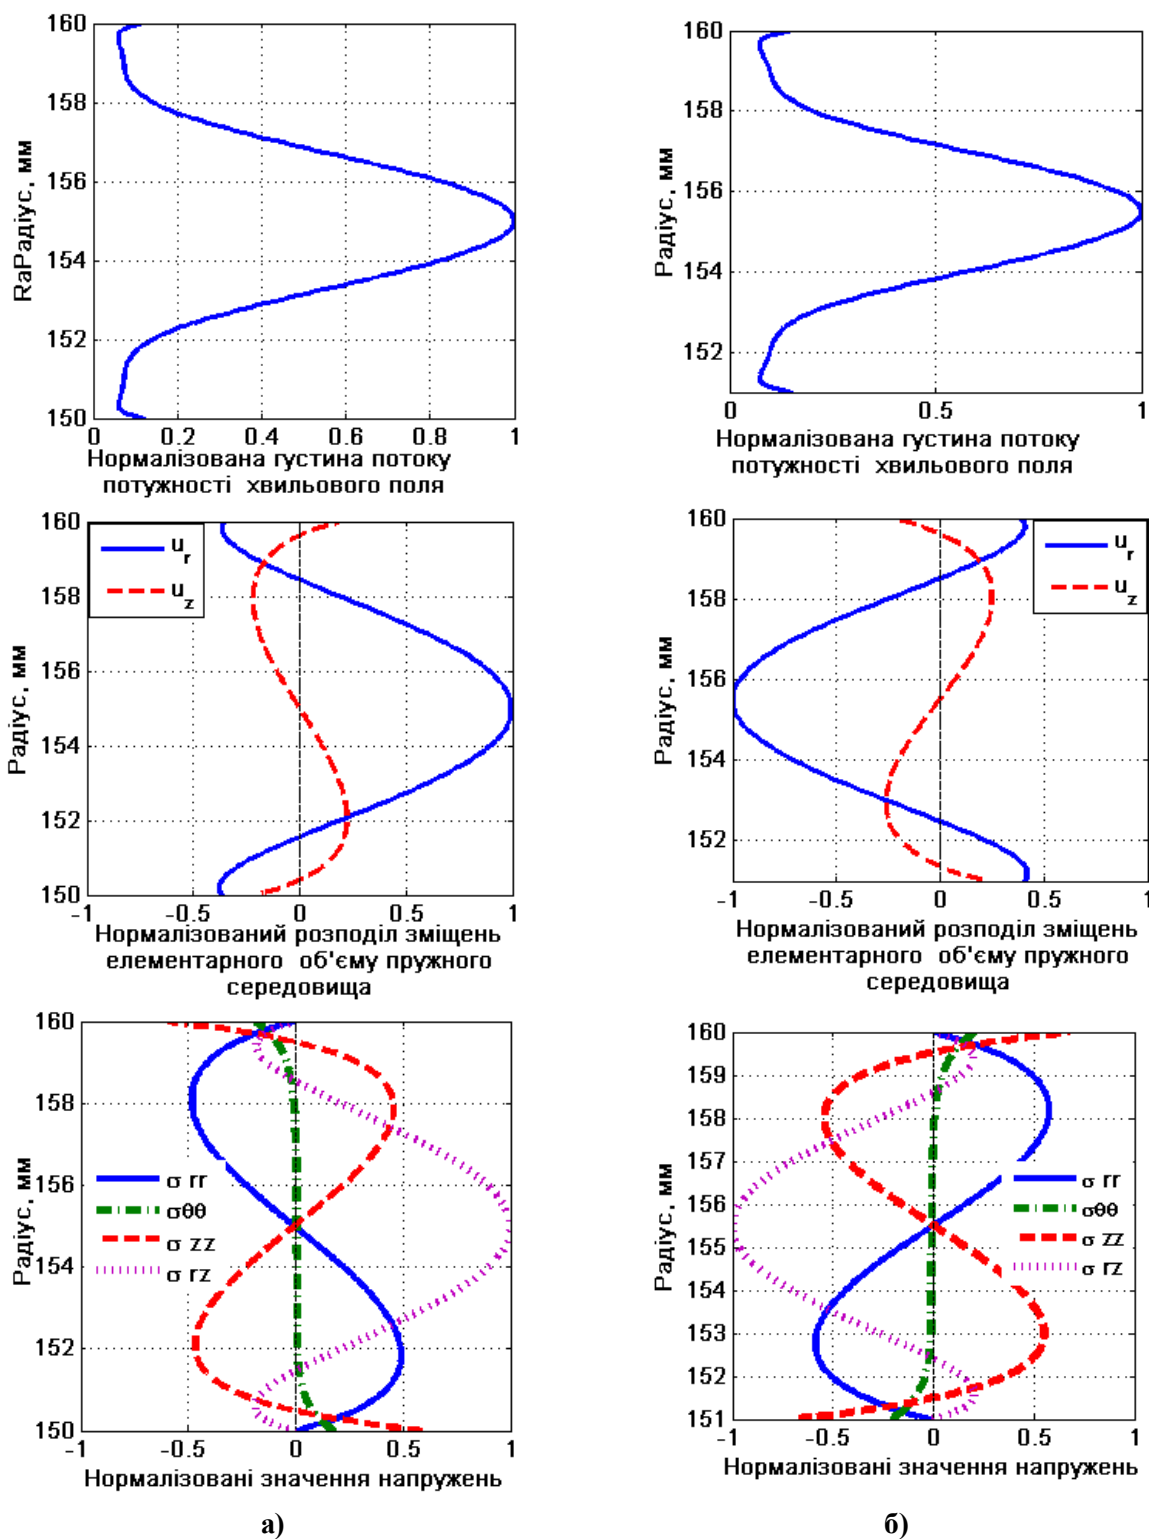 160
158
156
154
152
150
RaРадіус, мм
0 0.2 0.4 0.6 0.8 1
Нормалізована густина потоку
потужності хвильового поля
160
158
156
154
152
Радіус, мм
0 0.5 1
Нормалізована густина потоку
потужності хвильового поля
160
158
156
154
152
150
Радіус, мм
u r
u z
-1 -0.5 0 0.5 1
Нормалізований розподіл зміщень
елементарного об'єму пружного
середовища
160
158
156
154
152
Радіус, мм
u r
u z
-1 -0.5 0 0.5 1
Нормалізований розподіл зміщень
елементарного об'єму пружного
середовища
160
158
156
154
152
150
Радіус, мм
σ rr
σθθ
σ zz
σ rz
-1 -0.5 0 0.5 1
Нормалізовані значення напружень
160
159
158
157
156
155
154
153
152
151
Радіус, мм
σ rr
σθθ
σ zz
σ rz
-1 -0.5 0 0.5 1
Нормалізовані значення напружень
а) б)